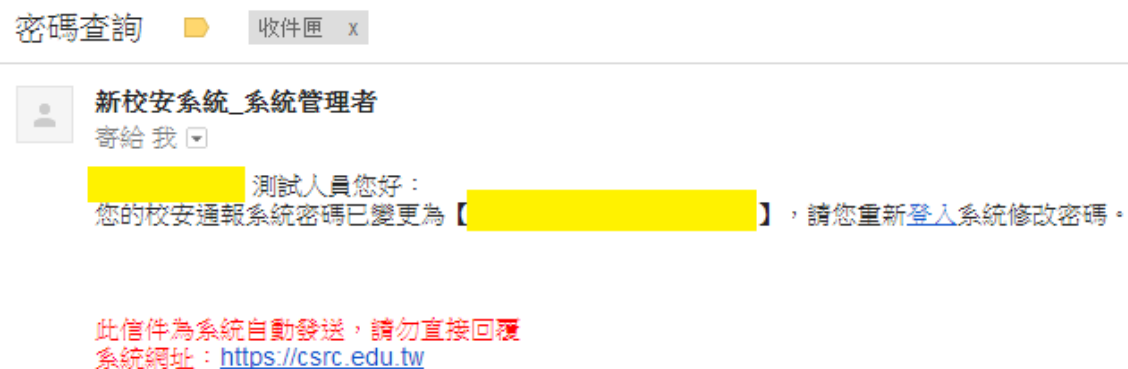 密碼查詢
收件匣 x
新校安系統_系統管理者
寄給 我
測試人員您好：
您的校安通報系統密碼已變更為【】，請您重新登入系統修改密碼。
此信件為系統自動發送，請勿直接回覆
系統網址：https://csrc.edu.tw